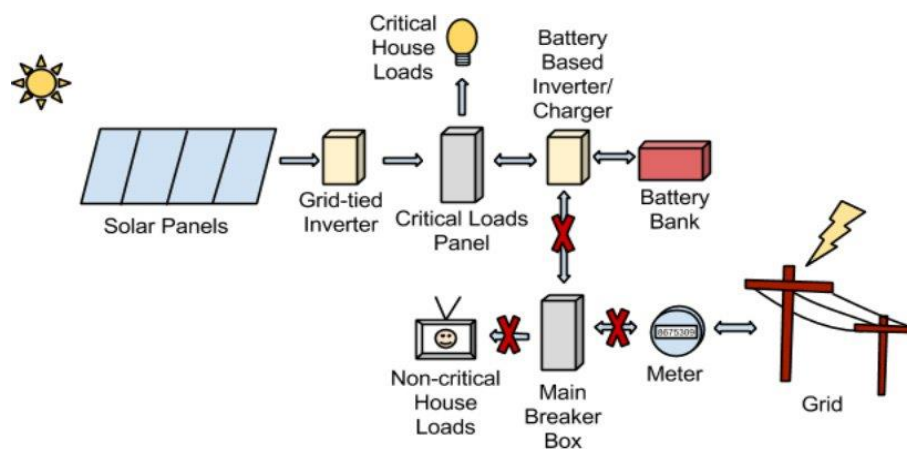 Critical
House
Loads
Battery
Based
Inverter/
Charger
Solar Panels
Grid-tied
Inverter
Critical Loads
Panel
Battery
Bank
8675309
Non-critical
House
Loads
Main
Breaker
Box
Meter
Grid